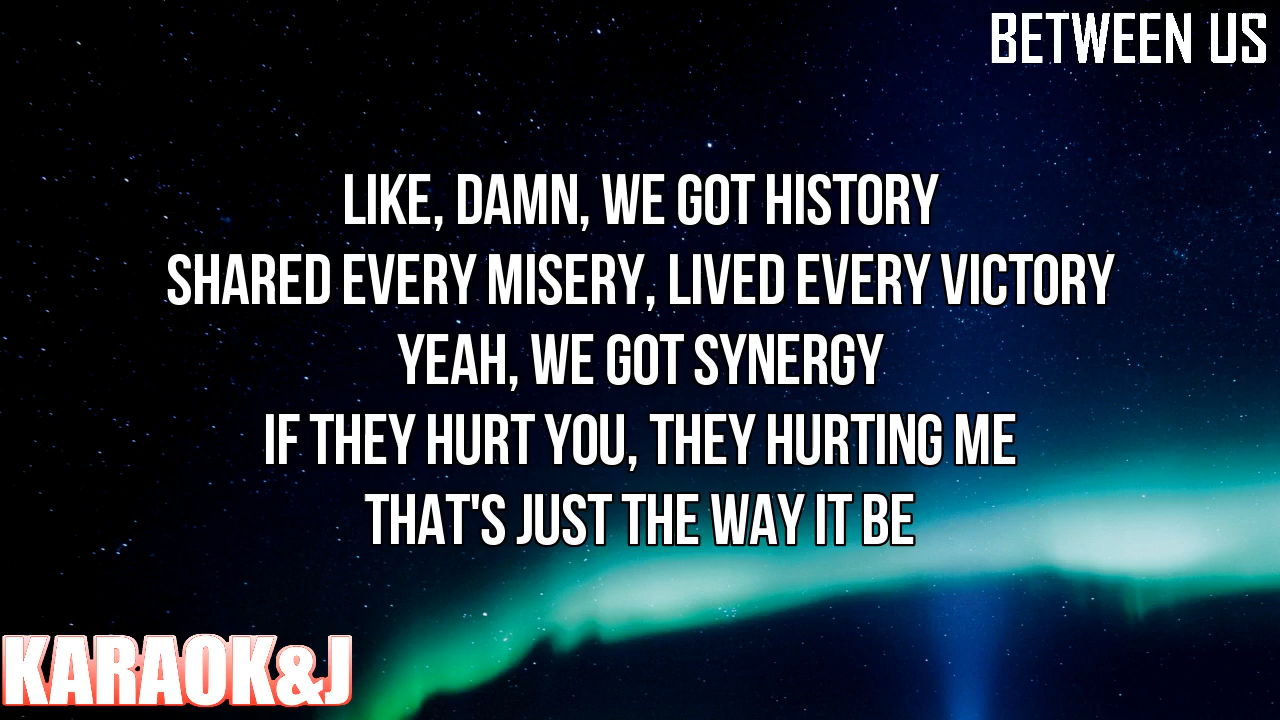 BETWEEN US
LIKE, DAMN, WE GOT HISTORY
SHARED EVERY MISERY, LIVED EVERY VICTORY
YEAH, WE GOT SYNERGY
IF THEY HURT YOU, THEY HURTING ME
THAT'S JUST THE WAY IT BE
KARAOK&J